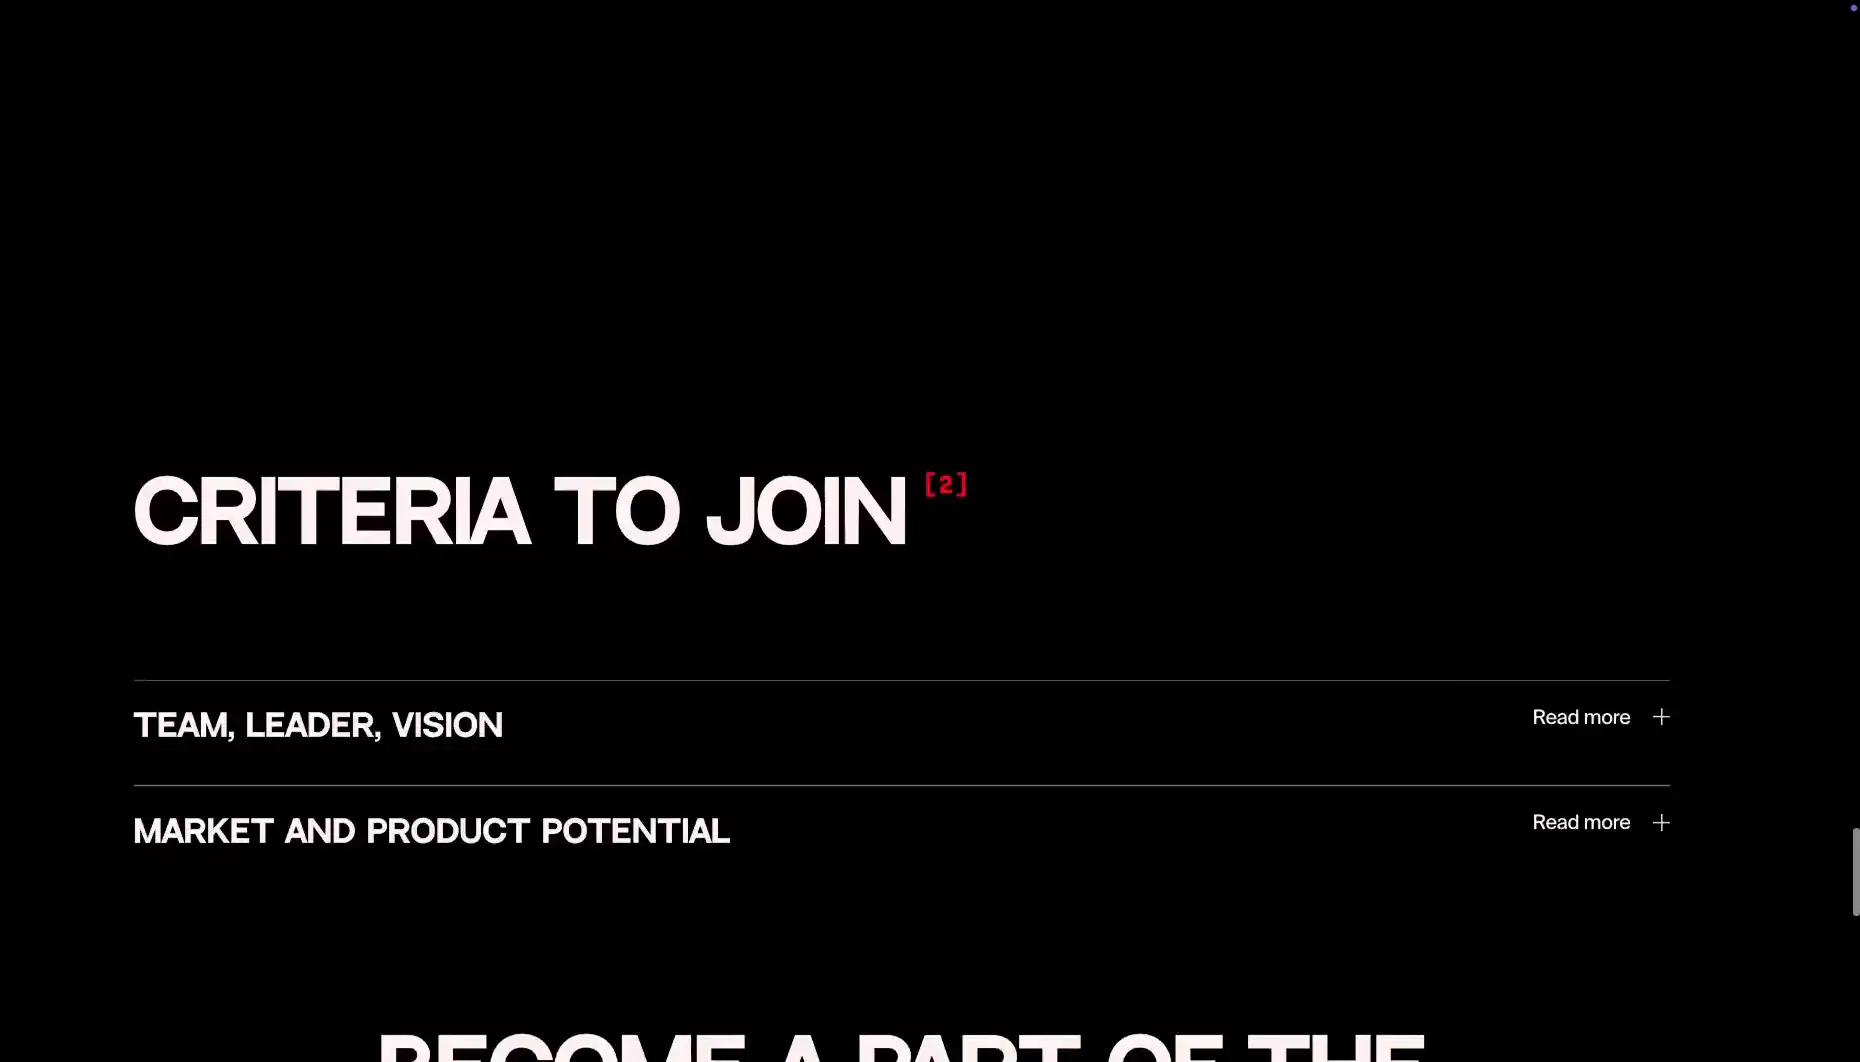 CRITERIA TO JOIN [2]
TEAM, LEADER, VISION
Read more
MARKET AND PRODUCT POTENTIAL
Read more
BECOME A PART OF THE